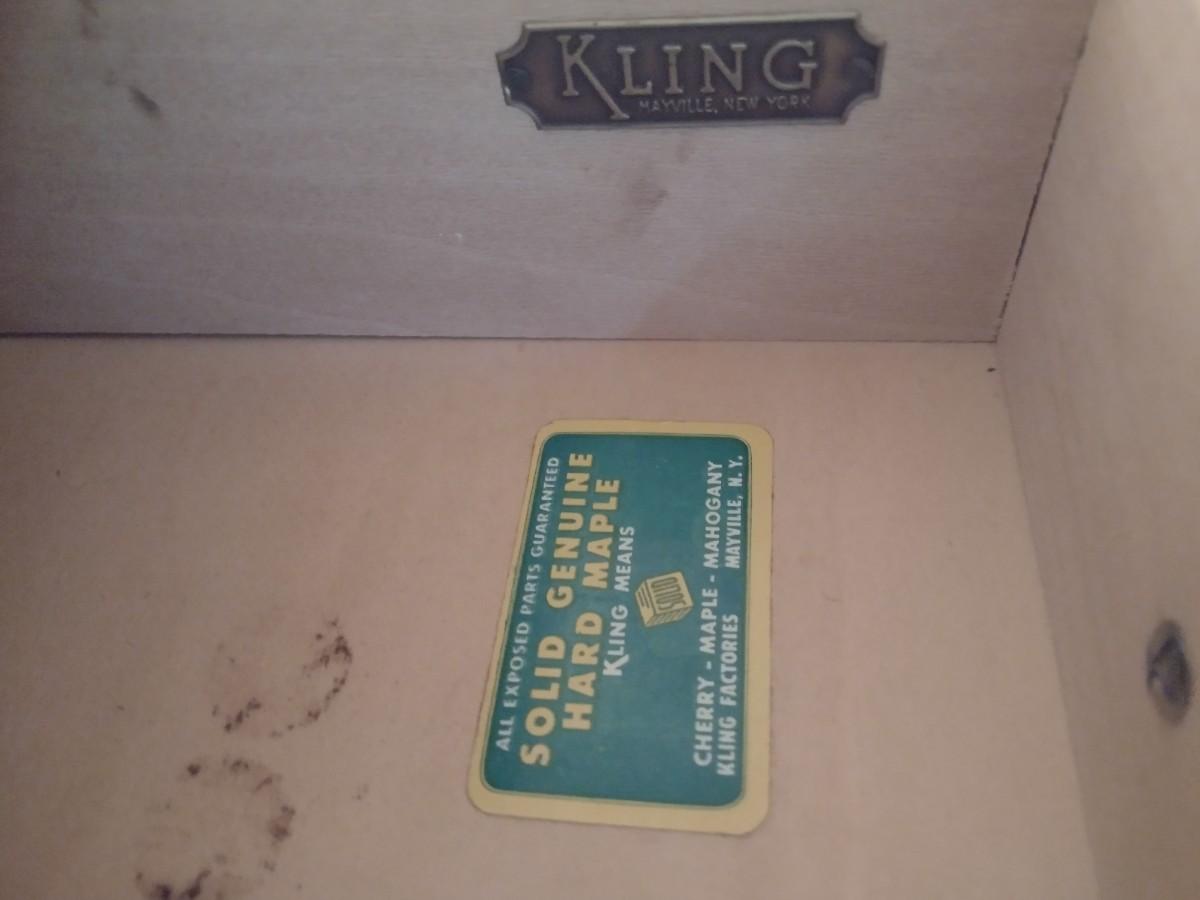 KLING
MAYVILLE, NEW YORK
ALL EXPOSED PARTS GUARANTEED
SOLID GENUINE
HARD MAPLE
KLING MEANS
SOLID
CHERRY - MAPLE - MAHOGANY
KLING FACTORIES MAYVILLE, N.Y.